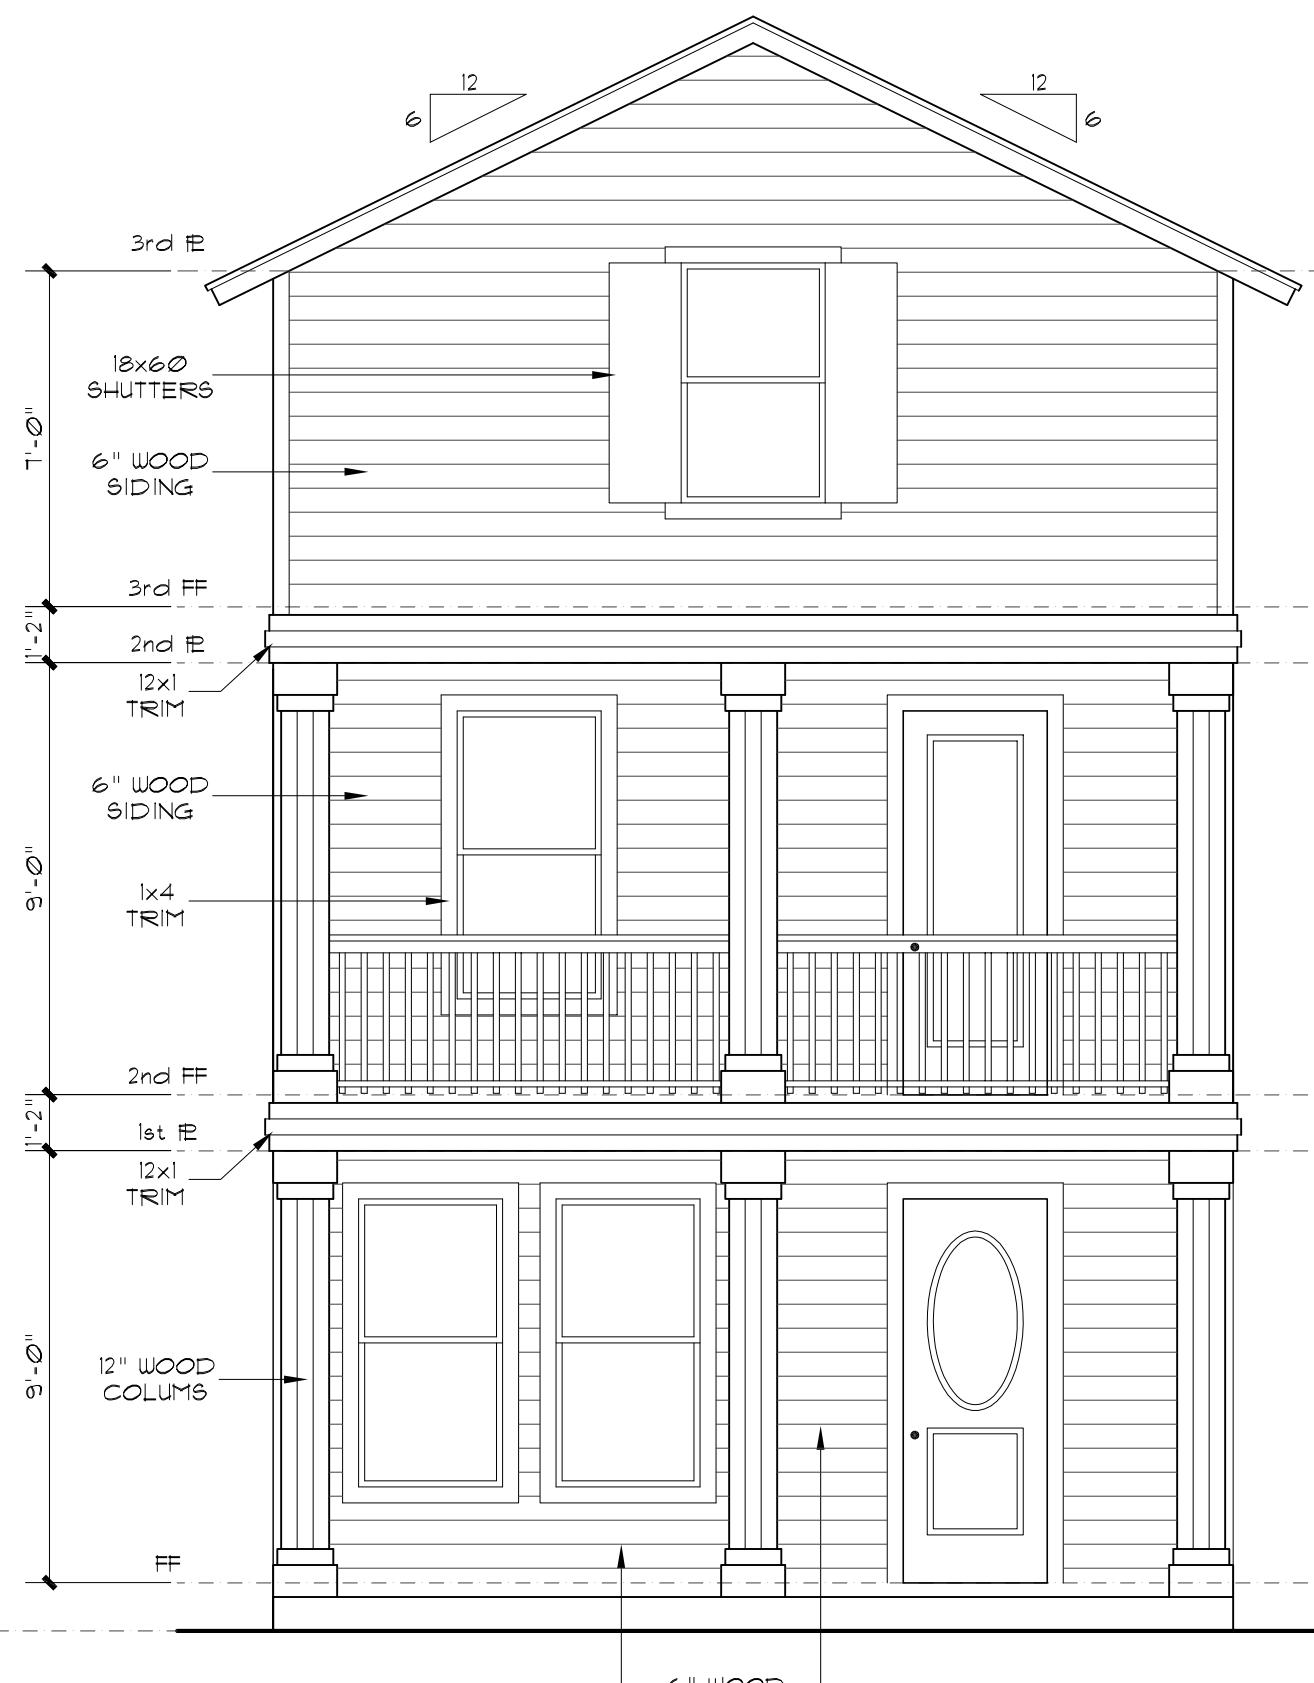 12
6
12
6
3rd PL
18x60
SHUTTERS
7'-0"
6" WOOD
SIDING
3rd FF
1'-2"
2nd PL
12x1
TRIM
6" WOOD
SIDING
9'-0"
1x4
TRIM
2nd FF
1'-2"
1st PL
12x1
TRIM
9'-0"
12" WOOD
COLUMS
FF
6" WOOD